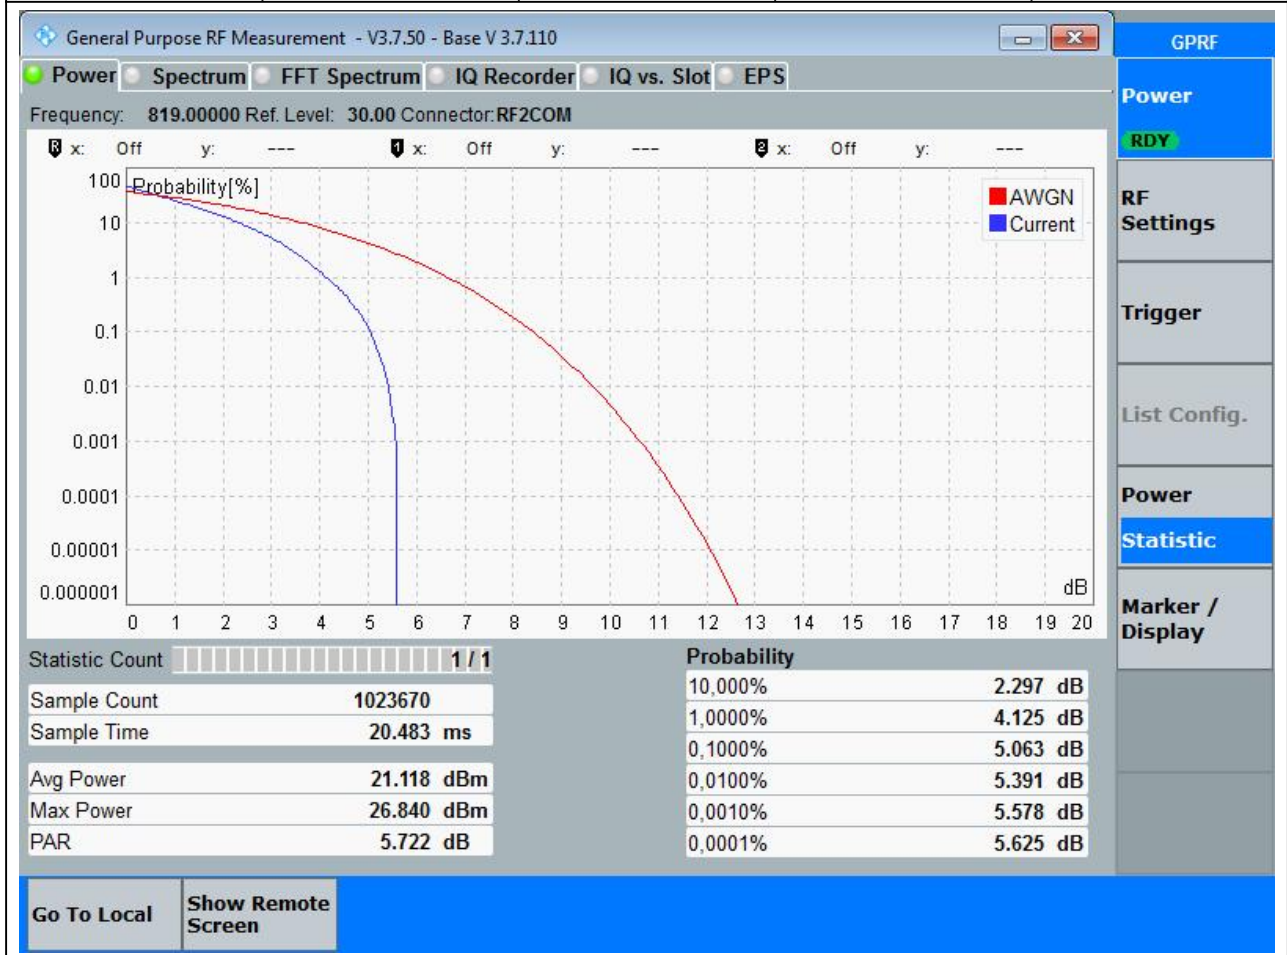 General Purpose RF Measurement - V3.7.50 - Base V 3.7.110
GPRF
Power Spectrum FFT Spectrum IQ Recorder IQ vs. Slot EPS
Frequency: 819.00000 Ref. Level: 30.00 Connector:RF2COM
R x: Off y: --- 1 x: Off y: --- 2 x: Off y: ---
Power
RDY
RF
Settings
Trigger
List Config.
Power
Statistic
Marker /
Display
Probability[%]
AWGN
Current
100
10
1
0.1
0.01
0.001
0.0001
0.00001
0.000001
dB
0 1 2 3 4 5 6 7 8 9 10 11 12 13 14 15 16 17 18 19 20
Statistic Count 1 / 1
Sample Count 1023670
Sample Time 20.483 ms
Avg Power 21.118 dBm
Max Power 26.840 dBm
PAR 5.722 dB
Probability
10,000% 2.297 dB
1,0000% 4.125 dB
0,1000% 5.063 dB
0,0100% 5.391 dB
0,0010% 5.578 dB
0,0001% 5.625 dB
Go To Local
Show Remote
Screen